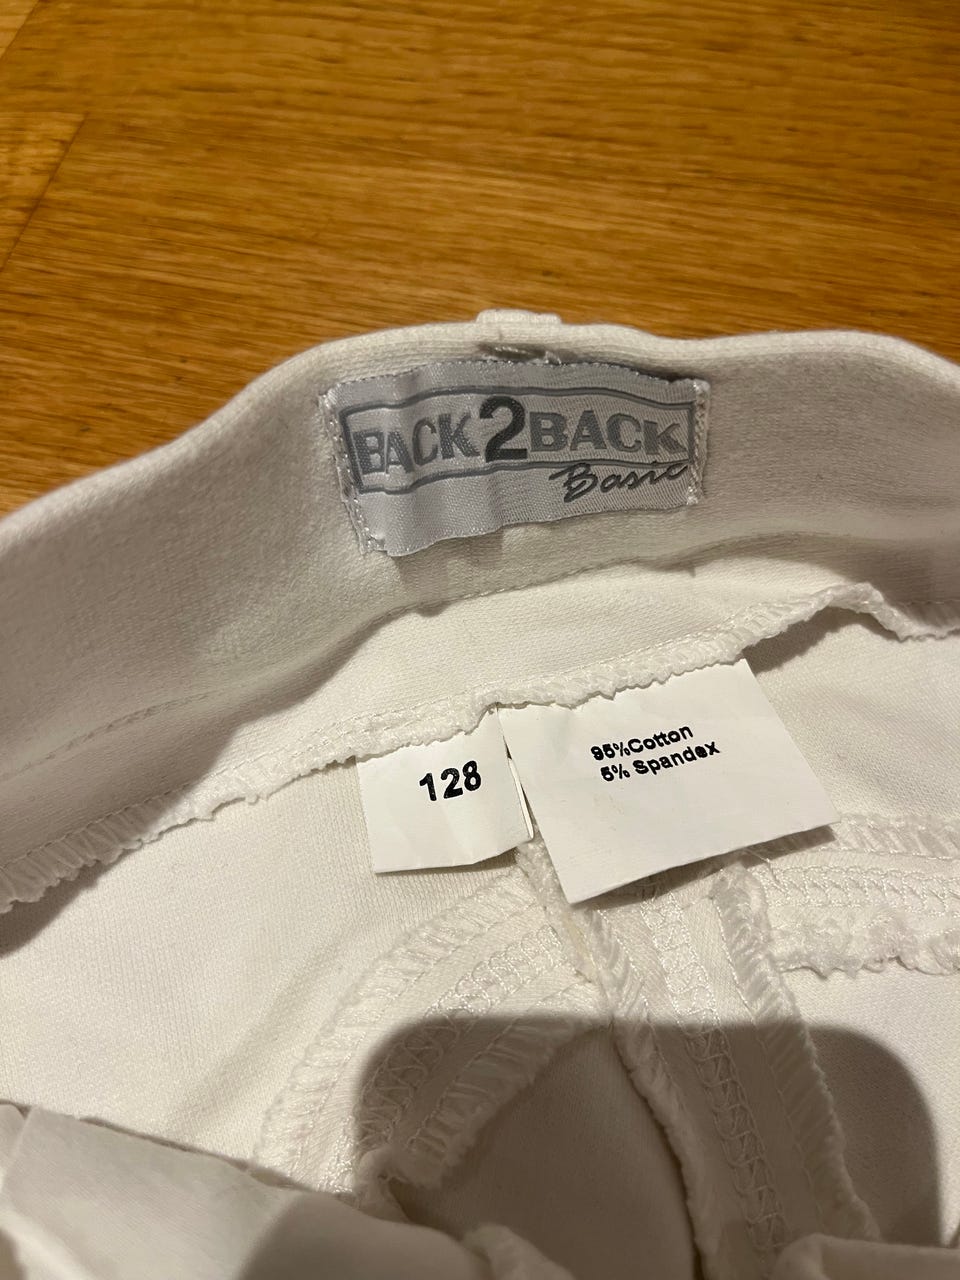 BACK2BACK
Basic
128
95%Cotton
5% Spandex